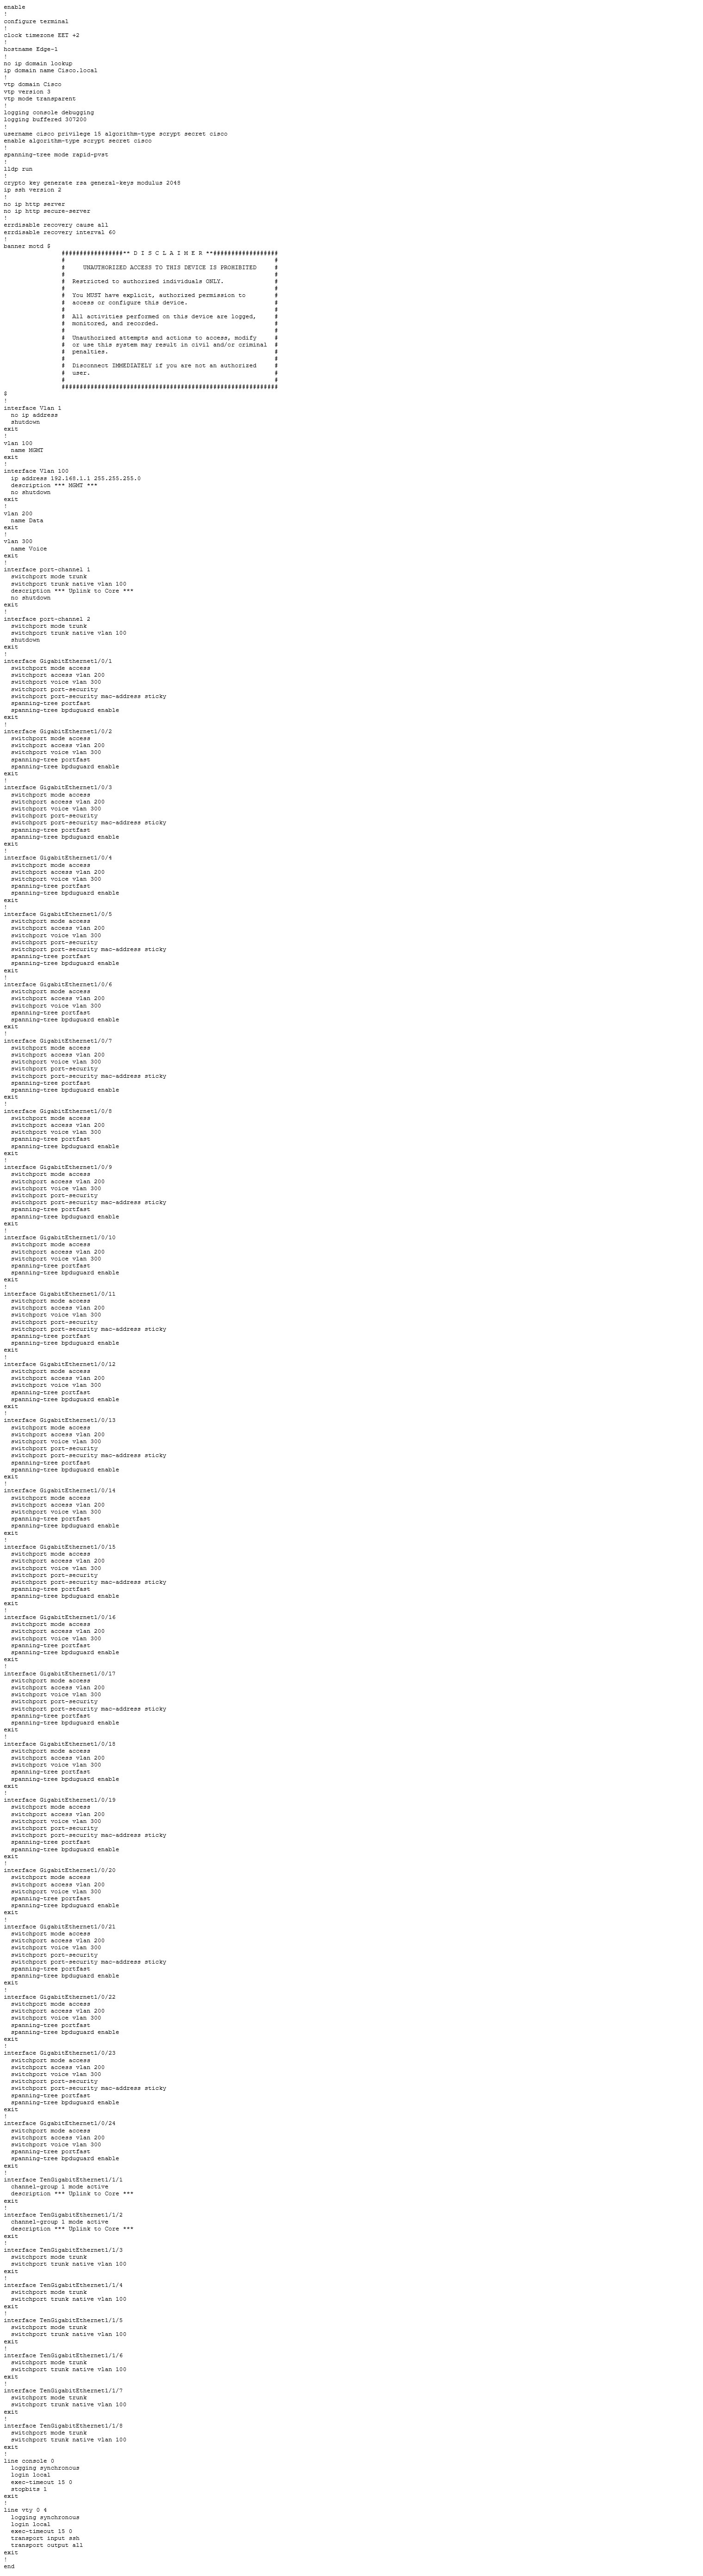 enable
!
configure terminal
!
clock timezone EET +2
!
hostname Edge-1
!
no ip domain lookup
ip domain name Cisco.local
!
vtp domain Cisco
vtp version 3
vtp mode transparent
!
logging console debugging
logging buffered 307200
!
username cisco privilege 15 algorithm-type scrypt secret cisco
enable algorithm-type scrypt secret cisco
!
spanning-tree mode rapid-pvst
!
lldp run
!
crypto key generate rsa general-keys modulus 2048
ip ssh version 2
!
no ip http server
no ip http secure-server
!
errdisable recovery cause all
errdisable recovery interval 60
!
banner motd $
#################** D I S C L A I M E R **##################
# #
# UNAUTHORIZED ACCESS TO THIS DEVICE IS PROHIBITED #
# #
# Restricted to authorized individuals ONLY. #
# #
# You MUST have explicit, authorized permission to #
# access or configure this device. #
# #
# All activities performed on this device are logged, #
# monitored, and recorded. #
# #
# Unauthorized attempts and actions to access, modify #
# or use this system may result in civil and/or criminal #
# penalties. #
# #
# Disconnect IMMEDIATELY if you are not an authorized #
# user. #
# #
############################################################
$
!
interface Vlan 1
no ip address
shutdown
exit
!
vlan 100
name MGMT
exit
!
interface Vlan 100
ip address 192.168.1.1 255.255.255.0
description *** MGMT ***
no shutdown
exit
!
vlan 200
name Data
exit
!
vlan 300
name Voice
exit
!
interface port-channel 1
switchport mode trunk
switchport trunk native vlan 100
description *** Uplink to Core ***
no shutdown
exit
!
interface port-channel 2
switchport mode trunk
switchport trunk native vlan 100
shutdown
exit
!
interface GigabitEthernet1/0/1
switchport mode access
switchport access vlan 200
switchport voice vlan 300
switchport port-security
switchport port-security mac-address sticky
spanning-tree portfast
spanning-tree bpduguard enable
exit
!
interface GigabitEthernet1/0/2
switchport mode access
switchport access vlan 200
switchport voice vlan 300
spanning-tree portfast
spanning-tree bpduguard enable
exit
!
interface GigabitEthernet1/0/3
switchport mode access
switchport access vlan 200
switchport voice vlan 300
switchport port-security
switchport port-security mac-address sticky
spanning-tree portfast
spanning-tree bpduguard enable
exit
!
interface GigabitEthernet1/0/4
switchport mode access
switchport access vlan 200
switchport voice vlan 300
spanning-tree portfast
spanning-tree bpduguard enable
exit
!
interface GigabitEthernet1/0/5
switchport mode access
switchport access vlan 200
switchport voice vlan 300
switchport port-security
switchport port-security mac-address sticky
spanning-tree portfast
spanning-tree bpduguard enable
exit
!
interface GigabitEthernet1/0/6
switchport mode access
switchport access vlan 200
switchport voice vlan 300
spanning-tree portfast
spanning-tree bpduguard enable
exit
!
interface GigabitEthernet1/0/7
switchport mode access
switchport access vlan 200
switchport voice vlan 300
switchport port-security
switchport port-security mac-address sticky
spanning-tree portfast
spanning-tree bpduguard enable
exit
!
interface GigabitEthernet1/0/8
switchport mode access
switchport access vlan 200
switchport voice vlan 300
spanning-tree portfast
spanning-tree bpduguard enable
exit
!
interface GigabitEthernet1/0/9
switchport mode access
switchport access vlan 200
switchport voice vlan 300
switchport port-security
switchport port-security mac-address sticky
spanning-tree portfast
spanning-tree bpduguard enable
exit
!
interface GigabitEthernet1/0/10
switchport mode access
switchport access vlan 200
switchport voice vlan 300
spanning-tree portfast
spanning-tree bpduguard enable
exit
!
interface GigabitEthernet1/0/11
switchport mode access
switchport access vlan 200
switchport voice vlan 300
switchport port-security
switchport port-security mac-address sticky
spanning-tree portfast
spanning-tree bpduguard enable
exit
!
interface GigabitEthernet1/0/12
switchport mode access
switchport access vlan 200
switchport voice vlan 300
spanning-tree portfast
spanning-tree bpduguard enable
exit
!
interface GigabitEthernet1/0/13
switchport mode access
switchport access vlan 200
switchport voice vlan 300
switchport port-security
switchport port-security mac-address sticky
spanning-tree portfast
spanning-tree bpduguard enable
exit
!
interface GigabitEthernet1/0/14
switchport mode access
switchport access vlan 200
switchport voice vlan 300
spanning-tree portfast
spanning-tree bpduguard enable
exit
!
interface GigabitEthernet1/0/15
switchport mode access
switchport access vlan 200
switchport voice vlan 300
switchport port-security
switchport port-security mac-address sticky
spanning-tree portfast
spanning-tree bpduguard enable
exit
!
interface GigabitEthernet1/0/16
switchport mode access
switchport access vlan 200
switchport voice vlan 300
spanning-tree portfast
spanning-tree bpduguard enable
exit
!
interface GigabitEthernet1/0/17
switchport mode access
switchport access vlan 200
switchport voice vlan 300
switchport port-security
switchport port-security mac-address sticky
spanning-tree portfast
spanning-tree bpduguard enable
exit
!
interface GigabitEthernet1/0/18
switchport mode access
switchport access vlan 200
switchport voice vlan 300
spanning-tree portfast
spanning-tree bpduguard enable
exit
!
interface GigabitEthernet1/0/19
switchport mode access
switchport access vlan 200
switchport voice vlan 300
switchport port-security
switchport port-security mac-address sticky
spanning-tree portfast
spanning-tree bpduguard enable
exit
!
interface GigabitEthernet1/0/20
switchport mode access
switchport access vlan 200
switchport voice vlan 300
spanning-tree portfast
spanning-tree bpduguard enable
exit
!
interface GigabitEthernet1/0/21
switchport mode access
switchport access vlan 200
switchport voice vlan 300
switchport port-security
switchport port-security mac-address sticky
spanning-tree portfast
spanning-tree bpduguard enable
exit
!
interface GigabitEthernet1/0/22
switchport mode access
switchport access vlan 200
switchport voice vlan 300
spanning-tree portfast
spanning-tree bpduguard enable
exit
!
interface GigabitEthernet1/0/23
switchport mode access
switchport access vlan 200
switchport voice vlan 300
switchport port-security
switchport port-security mac-address sticky
spanning-tree portfast
spanning-tree bpduguard enable
exit
!
interface GigabitEthernet1/0/24
switchport mode access
switchport access vlan 200
switchport voice vlan 300
spanning-tree portfast
spanning-tree bpduguard enable
exit
!
interface TenGigabitEthernet1/1/1
channel-group 1 mode active
description *** Uplink to Core ***
exit
!
interface TenGigabitEthernet1/1/2
channel-group 1 mode active
description *** Uplink to Core ***
exit
!
interface TenGigabitEthernet1/1/3
switchport mode trunk
switchport trunk native vlan 100
exit
!
interface TenGigabitEthernet1/1/4
switchport mode trunk
switchport trunk native vlan 100
exit
!
interface TenGigabitEthernet1/1/5
switchport mode trunk
switchport trunk native vlan 100
exit
!
interface TenGigabitEthernet1/1/6
switchport mode trunk
switchport trunk native vlan 100
exit
!
interface TenGigabitEthernet1/1/7
switchport mode trunk
switchport trunk native vlan 100
exit
!
interface TenGigabitEthernet1/1/8
switchport mode trunk
switchport trunk native vlan 100
exit
!
line console 0
logging synchronous
login local
exec-timeout 15 0
stopbits 1
exit
!
line vty 0 4
logging synchronous
login local
exec-timeout 15 0
transport input ssh
transport output all
exit
!
end